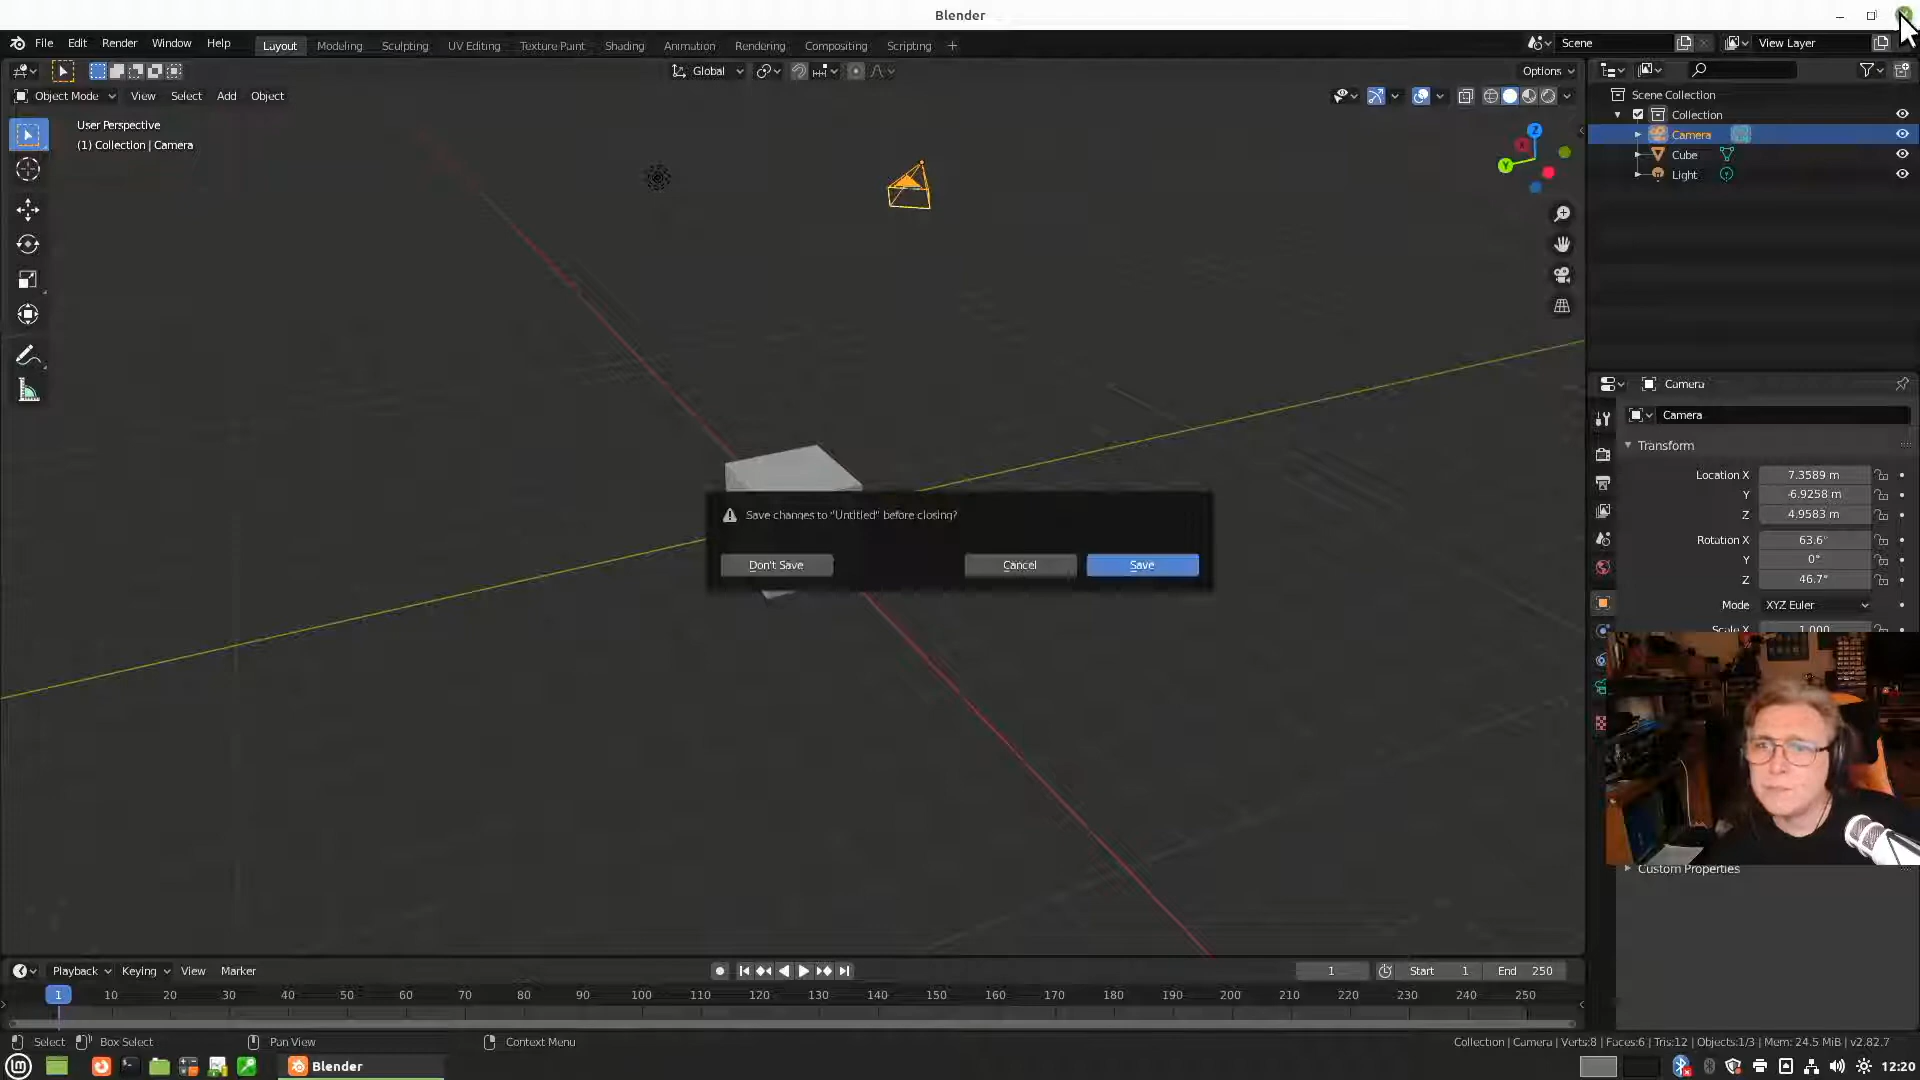 Blender
File Edit Render Window Help
Layout Modeling Sculpting UV Editing Texture Paint Shading Animation Rendering Compositing Scripting +
Scene
View Layer
Global
Options
Object Mode View Select Add Object
User Perspective
(1) Collection | Camera
Z
Y
Scene Collection
Collection
Camera
Cube
Light
Camera
Camera
Transform
Location X 7.3589 m
Y -6.9258 m
Z 4.9583 m
Rotation X 63.6°
Y 0°
Z 46.7°
Mode XYZ Euler
Scale X 1.000
Custom Properties
Save changes to "Untitled" before closing?
Don't Save Cancel Save
Playback Keying View Marker
1 Start 1 End 250
1 10 20 30 40 50 60 70 80 90 100 110 120 130 140 150 160 170 180 190 200 210 220 230 240 250
Select Box Select Pan View Context Menu
Collection | Camera | Verts:8 | Faces:6 | Tris:12 | Objects:1/3 | Mem: 24.5 MiB | v2.82.7
Blender
12:20